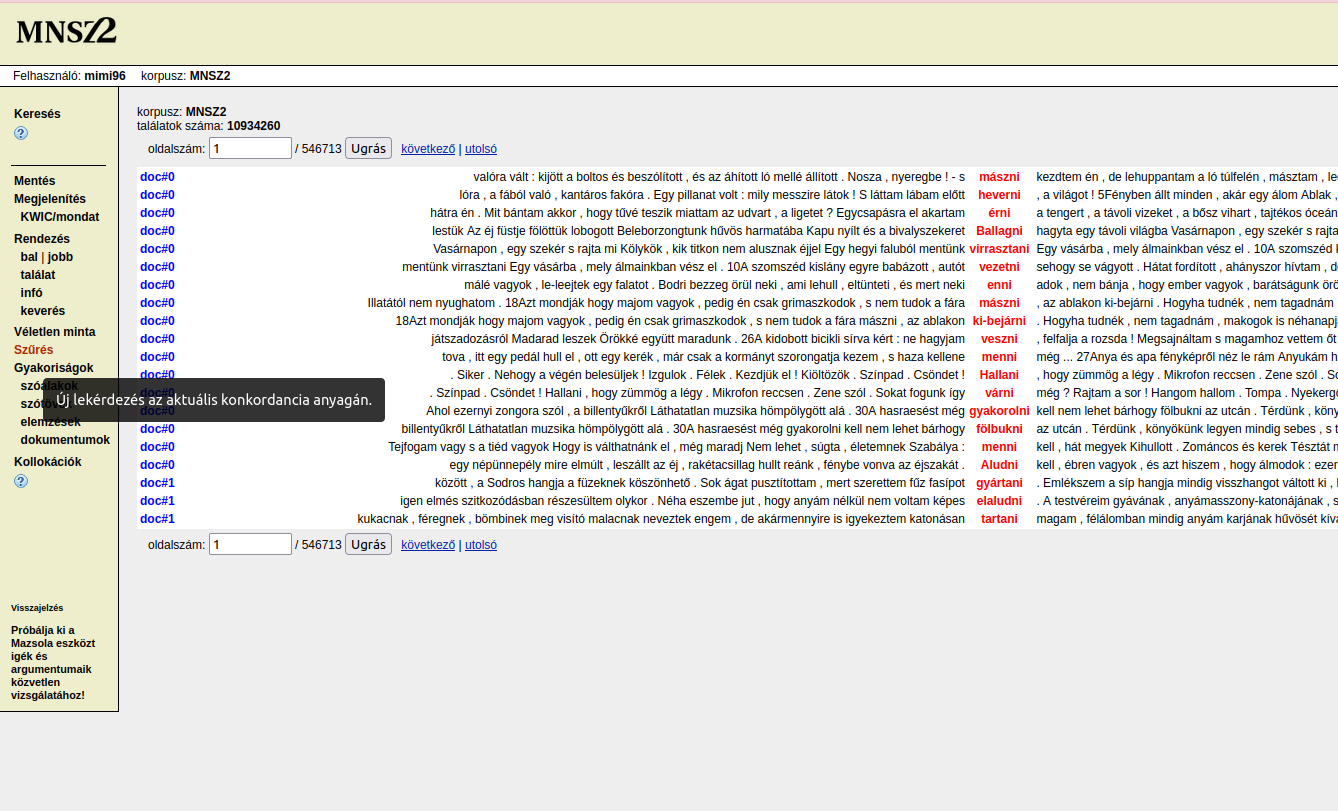 MNSZ2
Felhasználó: mimi96 korpusz: MNSZ2
Keresés
Mentés
Megjelenítés
KWIC/mondat
Rendezés
bal | jobb
találat
infó
keverés
Véletlen minta
Szűrés
Gyakoriságok
szóalakok
szótövek
elemzések
dokumentumok
Kollokációk
Visszajelzés
Próbálja ki a
Mazsola eszközt
igék és
argumentumaik
közvetlen
vizsgálatához!
Új lekérdezés az aktuális konkordancia anyagán.
korpusz: MNSZ2
találatok száma: 10934260
oldalszám: 1 / 546713 Ugrás következő | utolsó
doc#0 valóra vált : kijött a boltos és beszólított , és az áhított ló mellé állított . Nosza , nyeregbe ! - s mászni kezdtem én , de lehuppantam a ló túlfelén , másztam , le
doc#0 lóra , a fából való , kantáros fakóra . Egy pillanat volt : mily messzire látok ! S láttam lábam előtt heverni , a világot ! 5Fényben állt minden , akár egy álom Ablak ,
doc#0 hátra én . Mit bántam akkor , hogy tűvé teszik miattam az udvart , a ligetet ? Egycsapásra el akartam érni a tengert , a távoli vizeket , a bősz vihart , tajtékos óceán
doc#0 lestük Az éj füstje fölöttük lobogott Beleborzongtunk hűvös harmatába Kapu nyílt és a bivalyszekeret Ballagni hagyta egy távoli világba Vasárnapon , egy szekér s rajta
doc#0 Vasárnapon , egy szekér s rajta mi Kölykök , kik titkon nem alusznak éjjel Egy hegyi faluból mentünk virrasztani Egy vásárba , mely álmainkban vész el . 10A szomszéd
doc#0 mentünk virrasztani Egy vásárba , mely álmainkban vész el . 10A szomszéd kislány egyre babázott , autót vezetni sehogy se vágyott . Hátat fordított , ahányszor hívtam ,
doc#0 málé vagyok , le-leejtek egy falatot . Bodri bezzeg örül neki , ami lehull , eltünteti , és mert neki enni adok , nem bánja , hogy ember vagyok , barátságunk
doc#0 Illatától nem nyughatom . 18Azt mondják hogy majom vagyok , pedig én csak grimaszkodok , s nem tudok a fára mászni , az ablakon ki-bejárni . Hogyha tudnék , nem tagadnám
doc#0 18Azt mondják hogy majom vagyok , pedig én csak grimaszkodok , s nem tudok a fára mászni , az ablakon ki-bejárni . Hogyha tudnék , nem tagadnám , makogok is néhanapj
doc#0 játszadozásról Madarad leszek Örökké együtt maradunk . 26A kidobott bicikli sírva kért : ne hagyjam veszni , felfalja a rozsda ! Megsajnáltam s magamhoz vettem őt
doc#0 tova , itt egy pedál hull el , ott egy kerék , már csak a kormányt szorongatja kezem , s haza kellene menni még ... 27Anya és apa fényképről néz le rám Anyukám h
doc#0 . Siker . Nehogy a végén belesüljek ! Izgulok . Félek . Kezdjük el ! Kiöltözök . Színpad . Csöndet ! Hallani , hogy zümmög a légy . Mikrofon reccsen . Zene szól .
. Színpad . Csöndet ! Hallani , hogy zümmög a légy . Mikrofon reccsen . Zene szól . Sokat fogunk így várni még ? Rajtam a sor ! Hangom hallom . Tompa .
doc#0 Ahol ezernyi zongora szól , a billentyűkről Láthatatlan muzsika hömpölygött alá . 30A hasraesést még gyakorolni kell nem lehet bárhogy fölbukni az utcán . Térdünk ,
doc#0 billentyűkről Láthatatlan muzsika hömpölygött alá . 30A hasraesést még gyakorolni kell nem lehet bárhogy fölbukni az utcán . Térdünk , könyökünk legyen mindig sebes , s t
doc#0 Tejfogam vagy s a tiéd vagyok Hogy is válthatnánk el , még maradj Nem lehet , súgta , életemnek Szabálya : menni kell , hát megyek Kihullott . Zománcos és kerek Tésztát
doc#0 egy népünnepély mire elmúlt , leszállt az éj , rakétacsillag hullt reánk , fénybe vonva az éjszakát . Aludni kell , ébren vagyok , és azt hiszem , hogy álmodok : ezer
doc#1 között , a Sodros hangja a füzeknek köszönhető . Sok ágat pusztítottam , mert szerettem fűz fasípot gyártani . Emlékszem a síp hangja mindig visszhangot váltott ki ,
doc#1 igen elmés szitkozódásban részesültem olykor . Néha eszembe jut , hogy anyám nélkül nem voltam képes elaludni . A testvéreim gyávának , anyámasszony-katonájának , s
doc#1 kukacnak , féregnek , bömbinek meg visító malacnak neveztek engem , de akármennyire is igyekeztem katonásan tartani magam , félálomban mindig anyám karjának hűvösét
oldalszám: 1 / 546713 Ugrás következő | utolsó